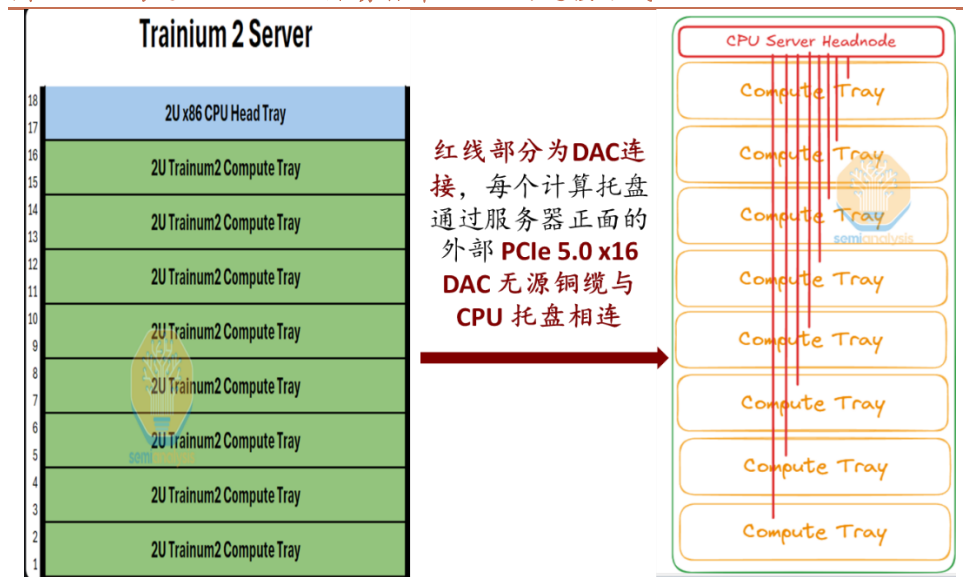 Trainium 2 Server
18
17
2U x86 CPU Head Tray
16
15
2U Trainum2 Compute Tray
14
13
2U Trainum2 Compute Tray
12
11
2U Trainum2 Compute Tray
10
9
2U Trainum2 Compute Tray
8
7
2U Trainum2 Compute Tray
6
5
2U Trainum2 Compute Tray
4
3
2U Trainum2 Compute Tray
2
1
2U Trainum2 Compute Tray
semianalysis
红线部分为DAC连
接，每个计算托盘
通过服务器正面的
外部 PCIe 5.0 x16
DAC 无源铜缆与
CPU 托盘相连
CPU Server Headnode
Compute Tray
Compute Tray
Compute Tray
semianalysis
Compute Tray
Compute Tray
Compute Tray
Compute Tray
Compute Tray